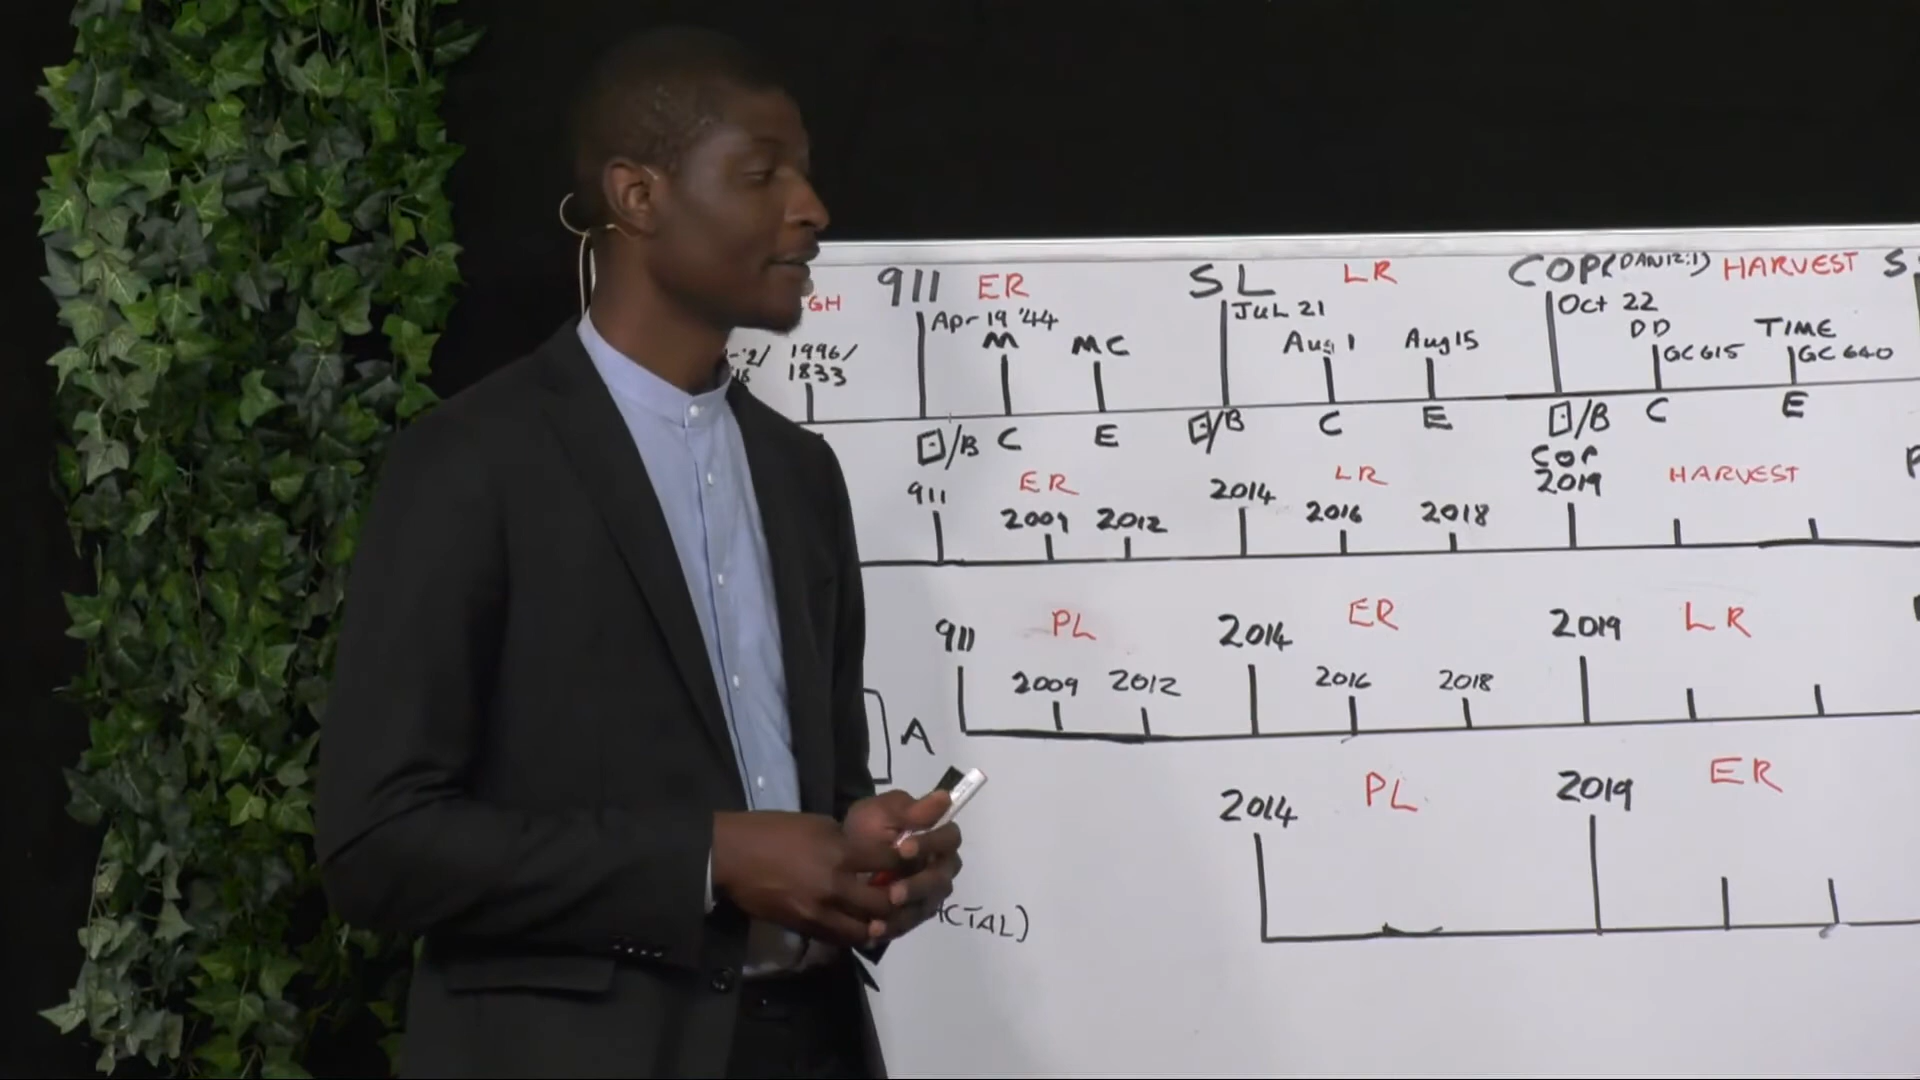 911 ER SL LR COP(DAN12:1) HARVEST S
GH
Apr 19 '44 JUL 21 Oct 22
M MC Aug 1 Aug 15 DD TIME
GC 615 GC 640
1996/
1833
/B C E /B C E /B C E
911 ER 2014 LR COP HARVEST
2019
2009 2012 2016 2018
911 PL 2014 ER 2019 LR
2009 2012 2016 2018
A
2014 PL 2019 ER
CTAL)